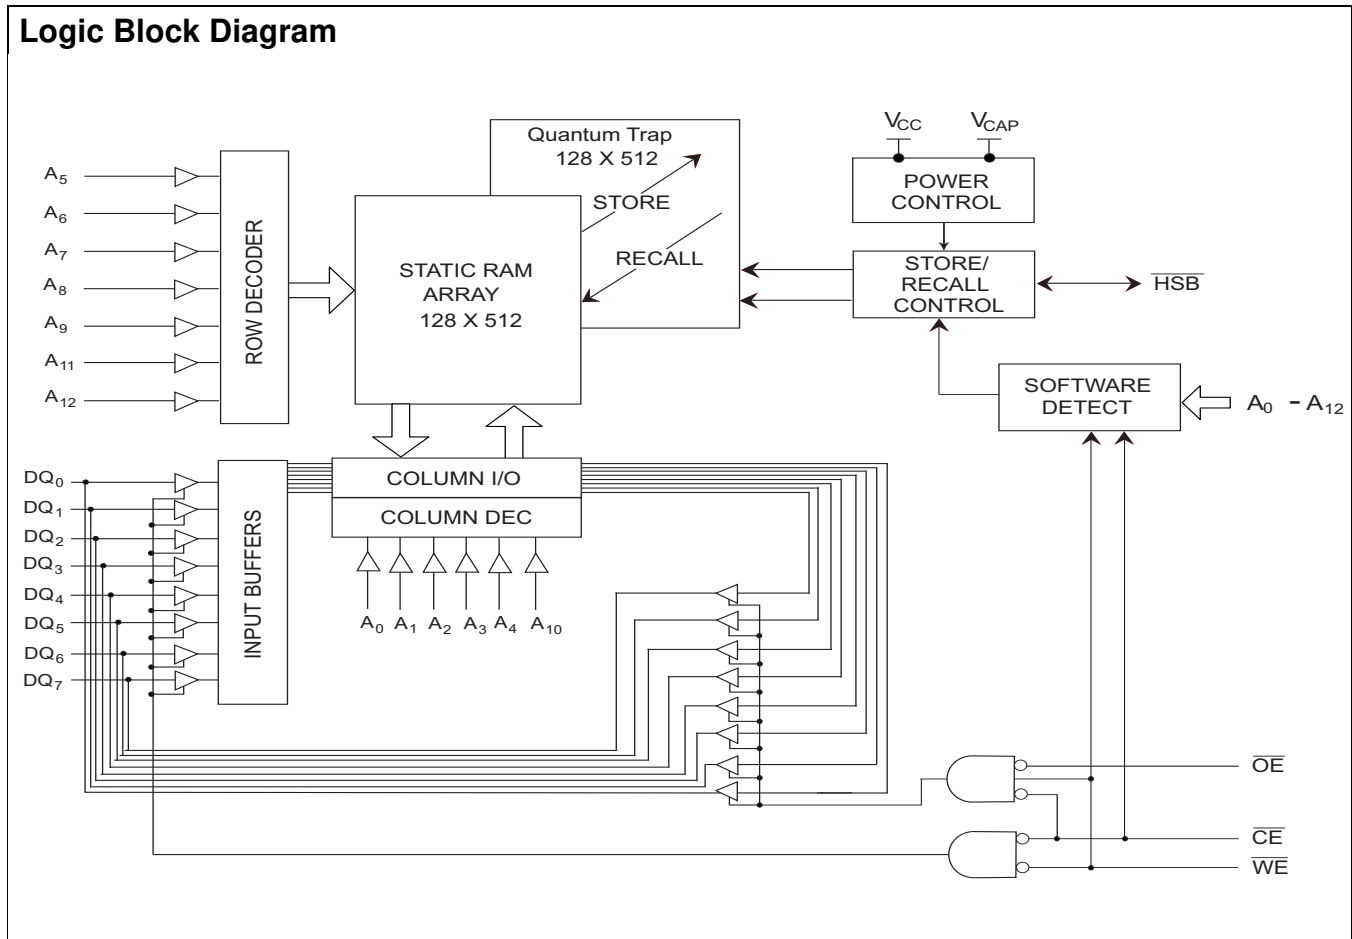 Logic Block Diagram
Quantum Trap
128 X 512
STORE
RECALL
STATIC RAM
ARRAY
128 X 512
A5
A6
A7
A8
A9
A11
A12
ROW DECODER
VCC
VCAP
POWER
CONTROL
STORE/
RECALL
CONTROL
HSB
SOFTWARE
DETECT
A0 - A12
DQ0
DQ1
DQ2
DQ3
DQ4
DQ5
DQ6
DQ7
INPUT BUFFERS
COLUMN I/O
COLUMN DEC
A0 A1 A2 A3 A4 A10
OE
CE
WE